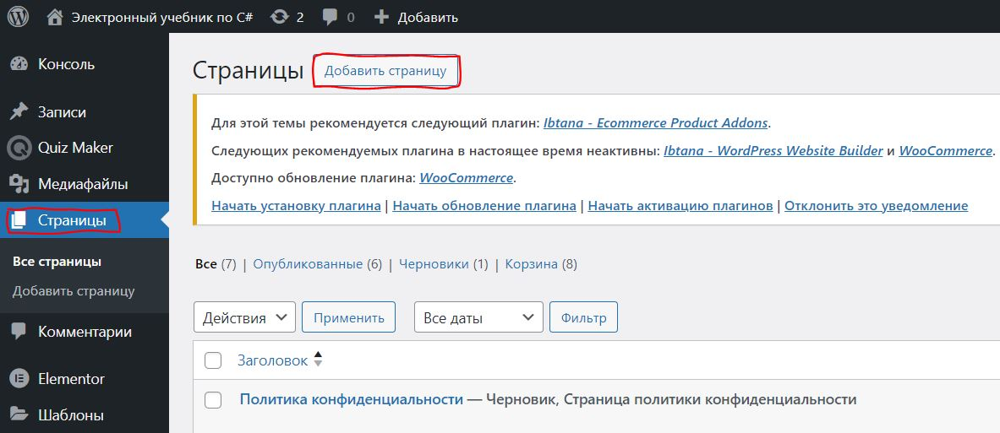 Электронный учебник по C# 2 0 Добавить
Консоль
Записи
Quiz Maker
Медиафайлы
Страницы
Все страницы
Добавить страницу
Комментарии
Elementor
Шаблоны
Страницы Добавить страницу
Для этой темы рекомендуется следующий плагин: Ibtana - Ecommerce Product Addons.
Следующих рекомендуемых плагина в настоящее время неактивны: Ibtana - WordPress Website Builder и WooCommerce.
Доступно обновление плагина: WooCommerce.
Начать установку плагина | Начать обновление плагина | Начать активацию плагинов | Отклонить это уведомление
Все (7) | Опубликованные (6) | Черновики (1) | Корзина (8)
Действия Применить Все даты Фильтр
Заголовок
Политика конфиденциальности — Черновик, Страница политики конфиденциальности